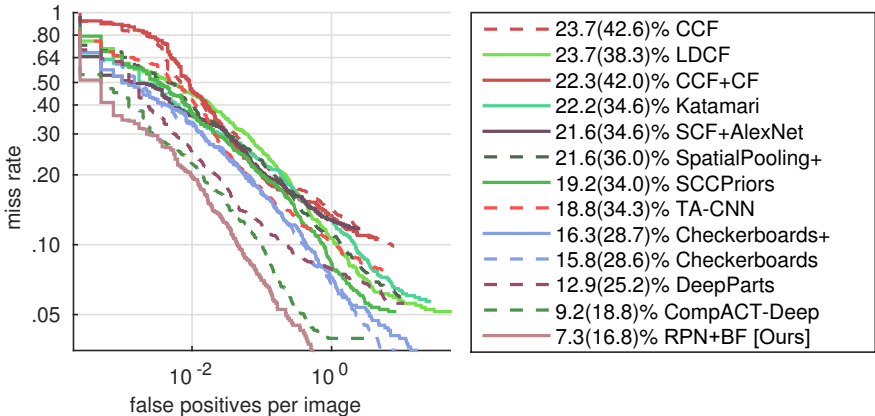 1
.80
.64
.50
.40
.30
.20
.10
.05
miss rate
10^-2
10^0
false positives per image
23.7(42.6)% CCF
23.7(38.3)% LDCF
22.3(42.0)% CCF+CF
22.2(34.6)% Katamari
21.6(34.6)% SCF+AlexNet
21.6(36.0)% SpatialPooling+
19.2(34.0)% SCCPriors
18.8(34.3)% TA-CNN
16.3(28.7)% Checkerboards+
15.8(28.6)% Checkerboards
12.9(25.2)% DeepParts
9.2(18.8)% CompACT-Deep
7.3(16.8)% RPN+BF [Ours]